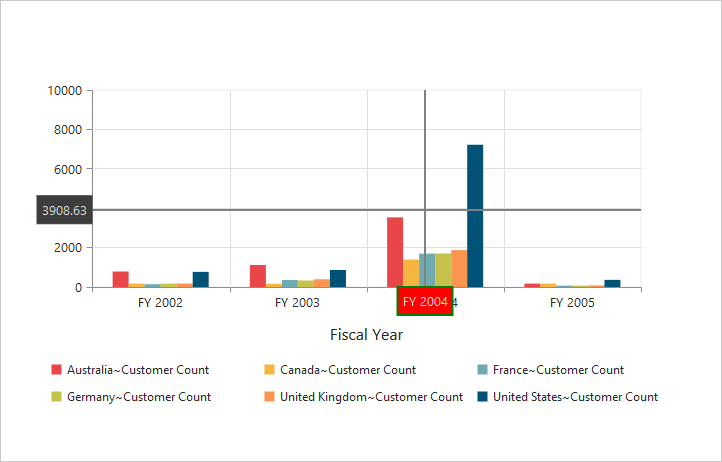 10000
8000
6000
3908.63
2000
0
FY 2002 FY 2003 FY 2004 4 FY 2005
Fiscal Year
Australia~Customer Count Canada~Customer Count France~Customer Count
Germany~Customer Count United Kingdom~Customer Count United States~Customer Count